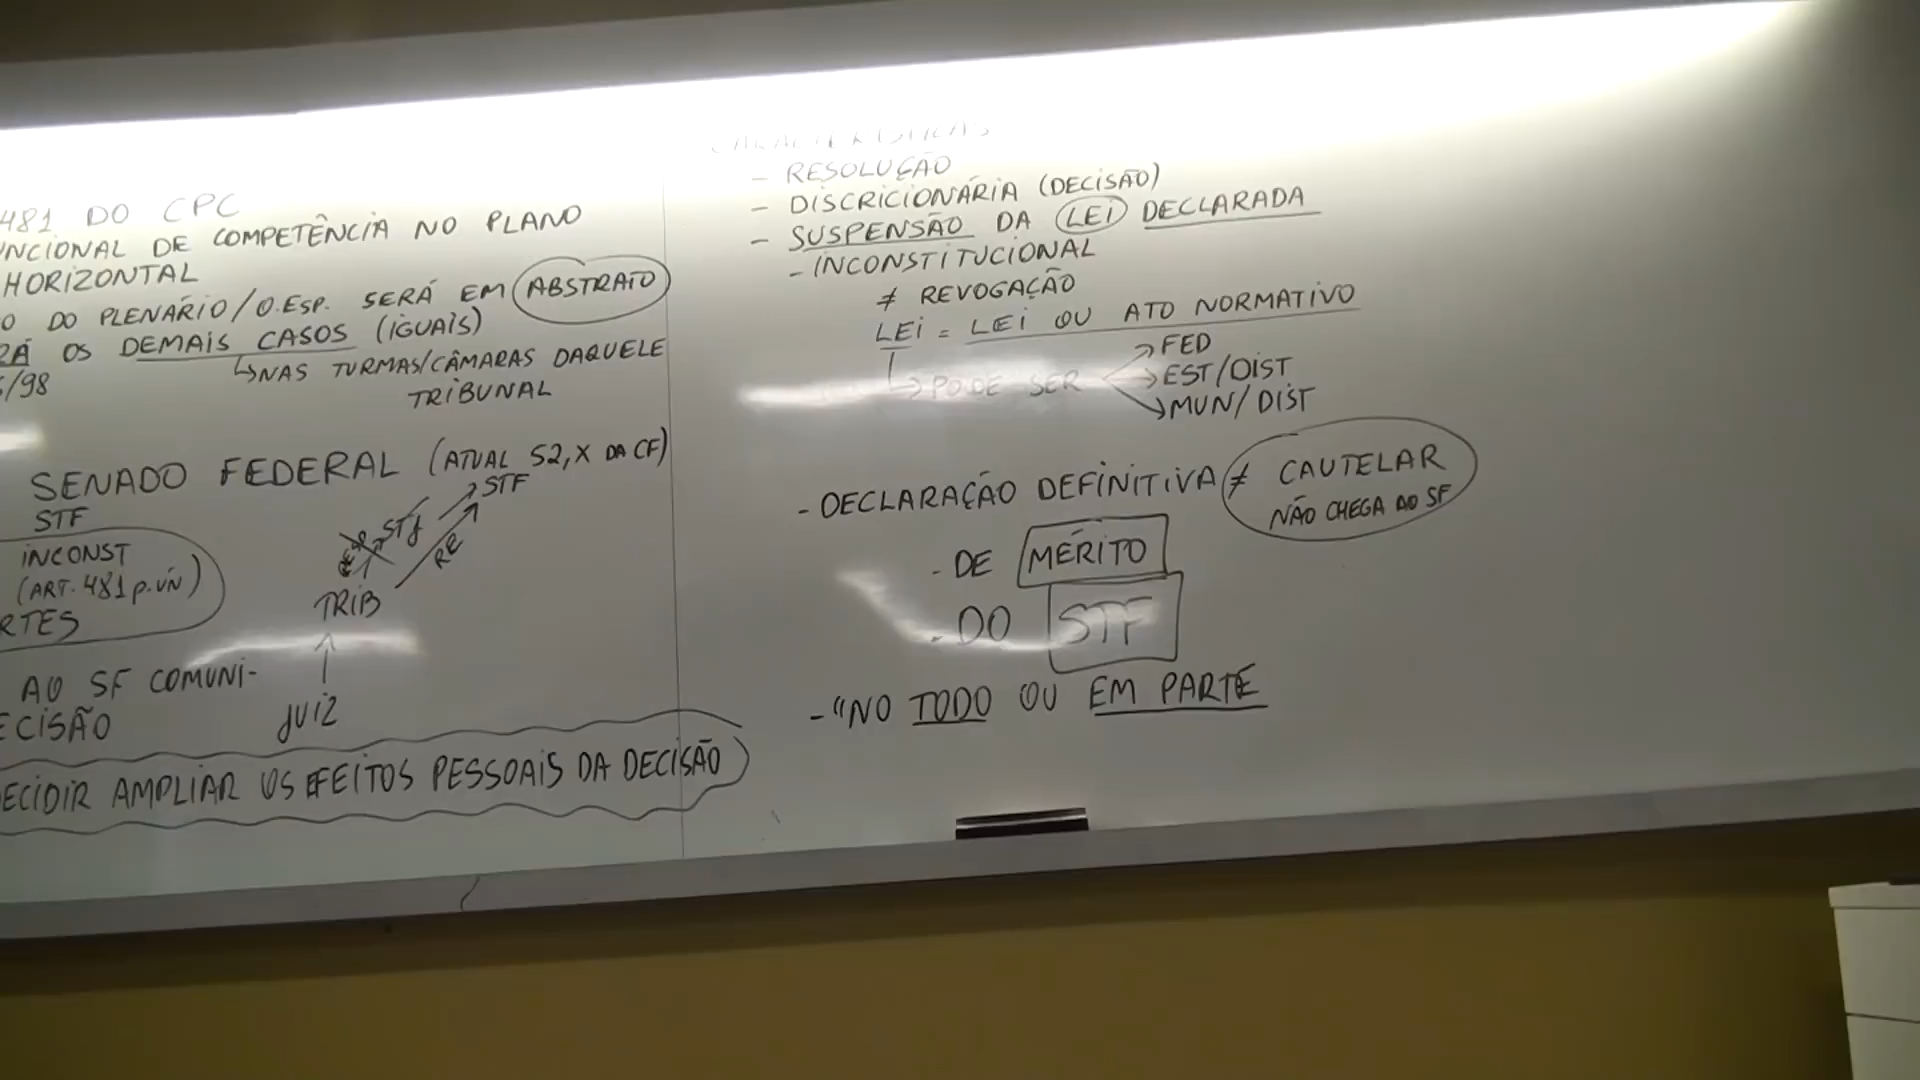 481 DO CPC
NCIONAL DE COMPETÊNCIA NO PLANO
HORIZONTAL
O DO PLENÁRIO/O.ESP. SERÁ EM ABSTRATO
RÁ OS DEMAIS CASOS (IGUAIS)
↳ NAS TURMAS/CÂMARAS DAQUELE
TRIBUNAL
/98
SENADO FEDERAL (ATUAL 52, X DA CF)
STF
INCONST
(ART. 481 p.ÚN)
RTES
AO SF COMUNI-
ECISÃO
STF
STJ
RE
TRIB
JUIZ
ECIDIR AMPLIAR OS EFEITOS PESSOAIS DA DECISÃO
CARACTERÍSTICAS
- RESOLUÇÃO
- DISCRICIONÁRIA (DECISÃO)
- SUSPENSÃO DA LEI DECLARADA
- INCONSTITUCIONAL
≠ REVOGAÇÃO
LEI = LEI OU ATO NORMATIVO
↳ PODE SER → FED
→ EST/DIST
→ MUN/DIST
- DECLARAÇÃO DEFINITIVA ≠ CAUTELAR
NÃO CHEGA AO SF
- DE MÉRITO
- DO STF
- "NO TODO OU EM PARTE